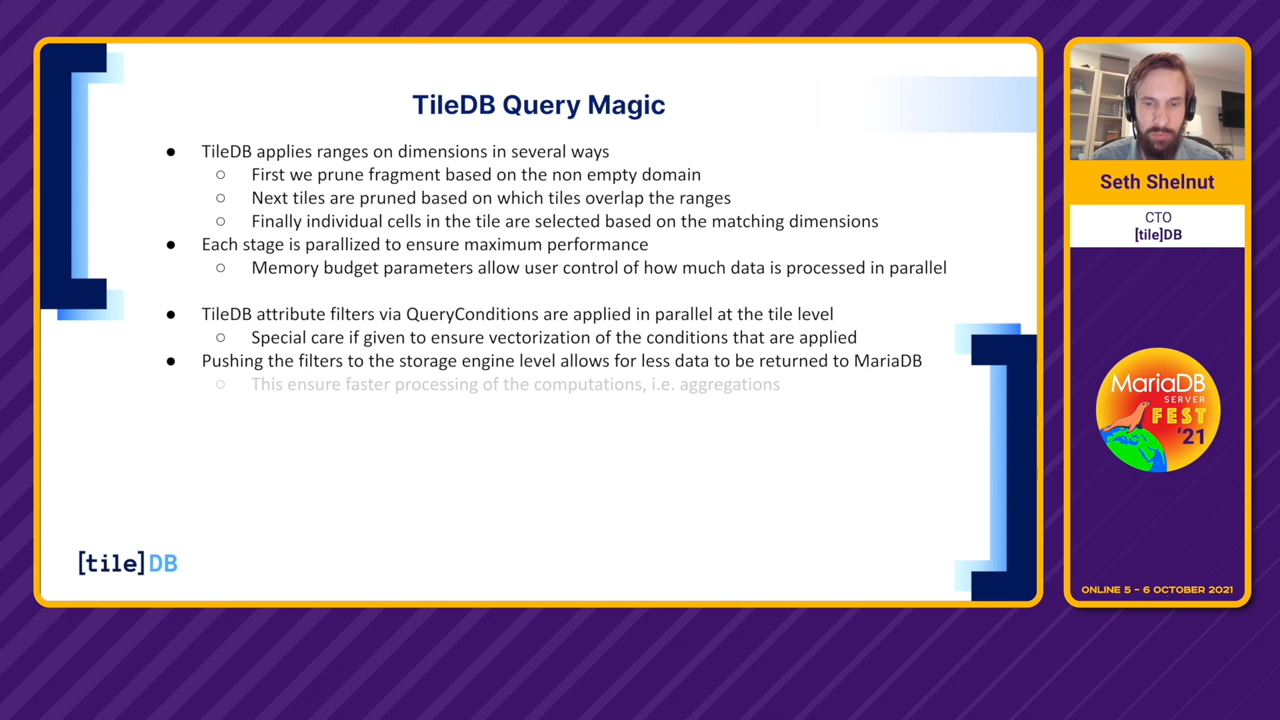 TileDB Query Magic
● TileDB applies ranges on dimensions in several ways
○ First we prune fragment based on the non empty domain
○ Next tiles are pruned based on which tiles overlap the ranges
○ Finally individual cells in the tile are selected based on the matching dimensions
● Each stage is parallized to ensure maximum performance
○ Memory budget parameters allow user control of how much data is processed in parallel
● TileDB attribute filters via QueryConditions are applied in parallel at the tile level
○ Special care if given to ensure vectorization of the conditions that are applied
● Pushing the filters to the storage engine level allows for less data to be returned to MariaDB
○ This ensure faster processing of the computations, i.e. aggregations
[tile]DB
Seth Shelnut
CTO
[tile]DB
MariaDB
SERVER
FEST
'21
ONLINE 5 – 6 OCTOBER 2021